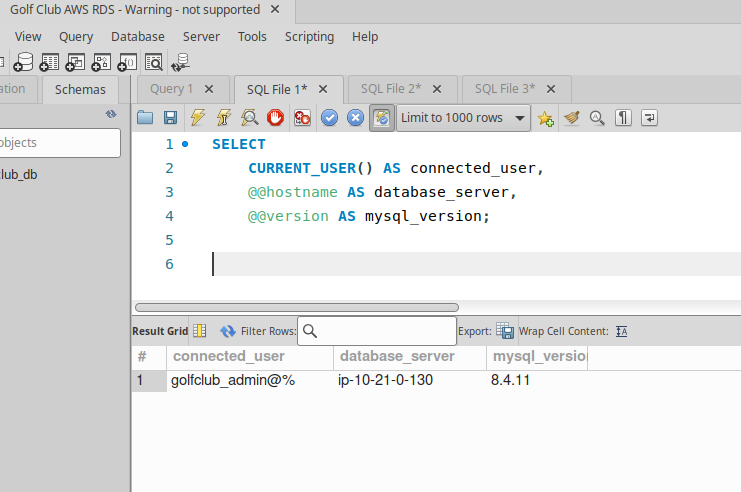 Golf Club AWS RDS - Warning - not supported ✕
View Query Database Server Tools Scripting Help
ation Schemas Query 1 ✕ SQL File 1* ✕ SQL File 2* ✕ SQL File 3* ✕
objects
Limit to 1000 rows
lub_db
1 SELECT
2 CURRENT_USER() AS connected_user,
3 @@hostname AS database_server,
4 @@version AS mysql_version;
5
6
Result Grid Filter Rows: Export: Wrap Cell Content:
# connected_user database_server mysql_versio
1 golfclub_admin@% ip-10-21-0-130 8.4.11